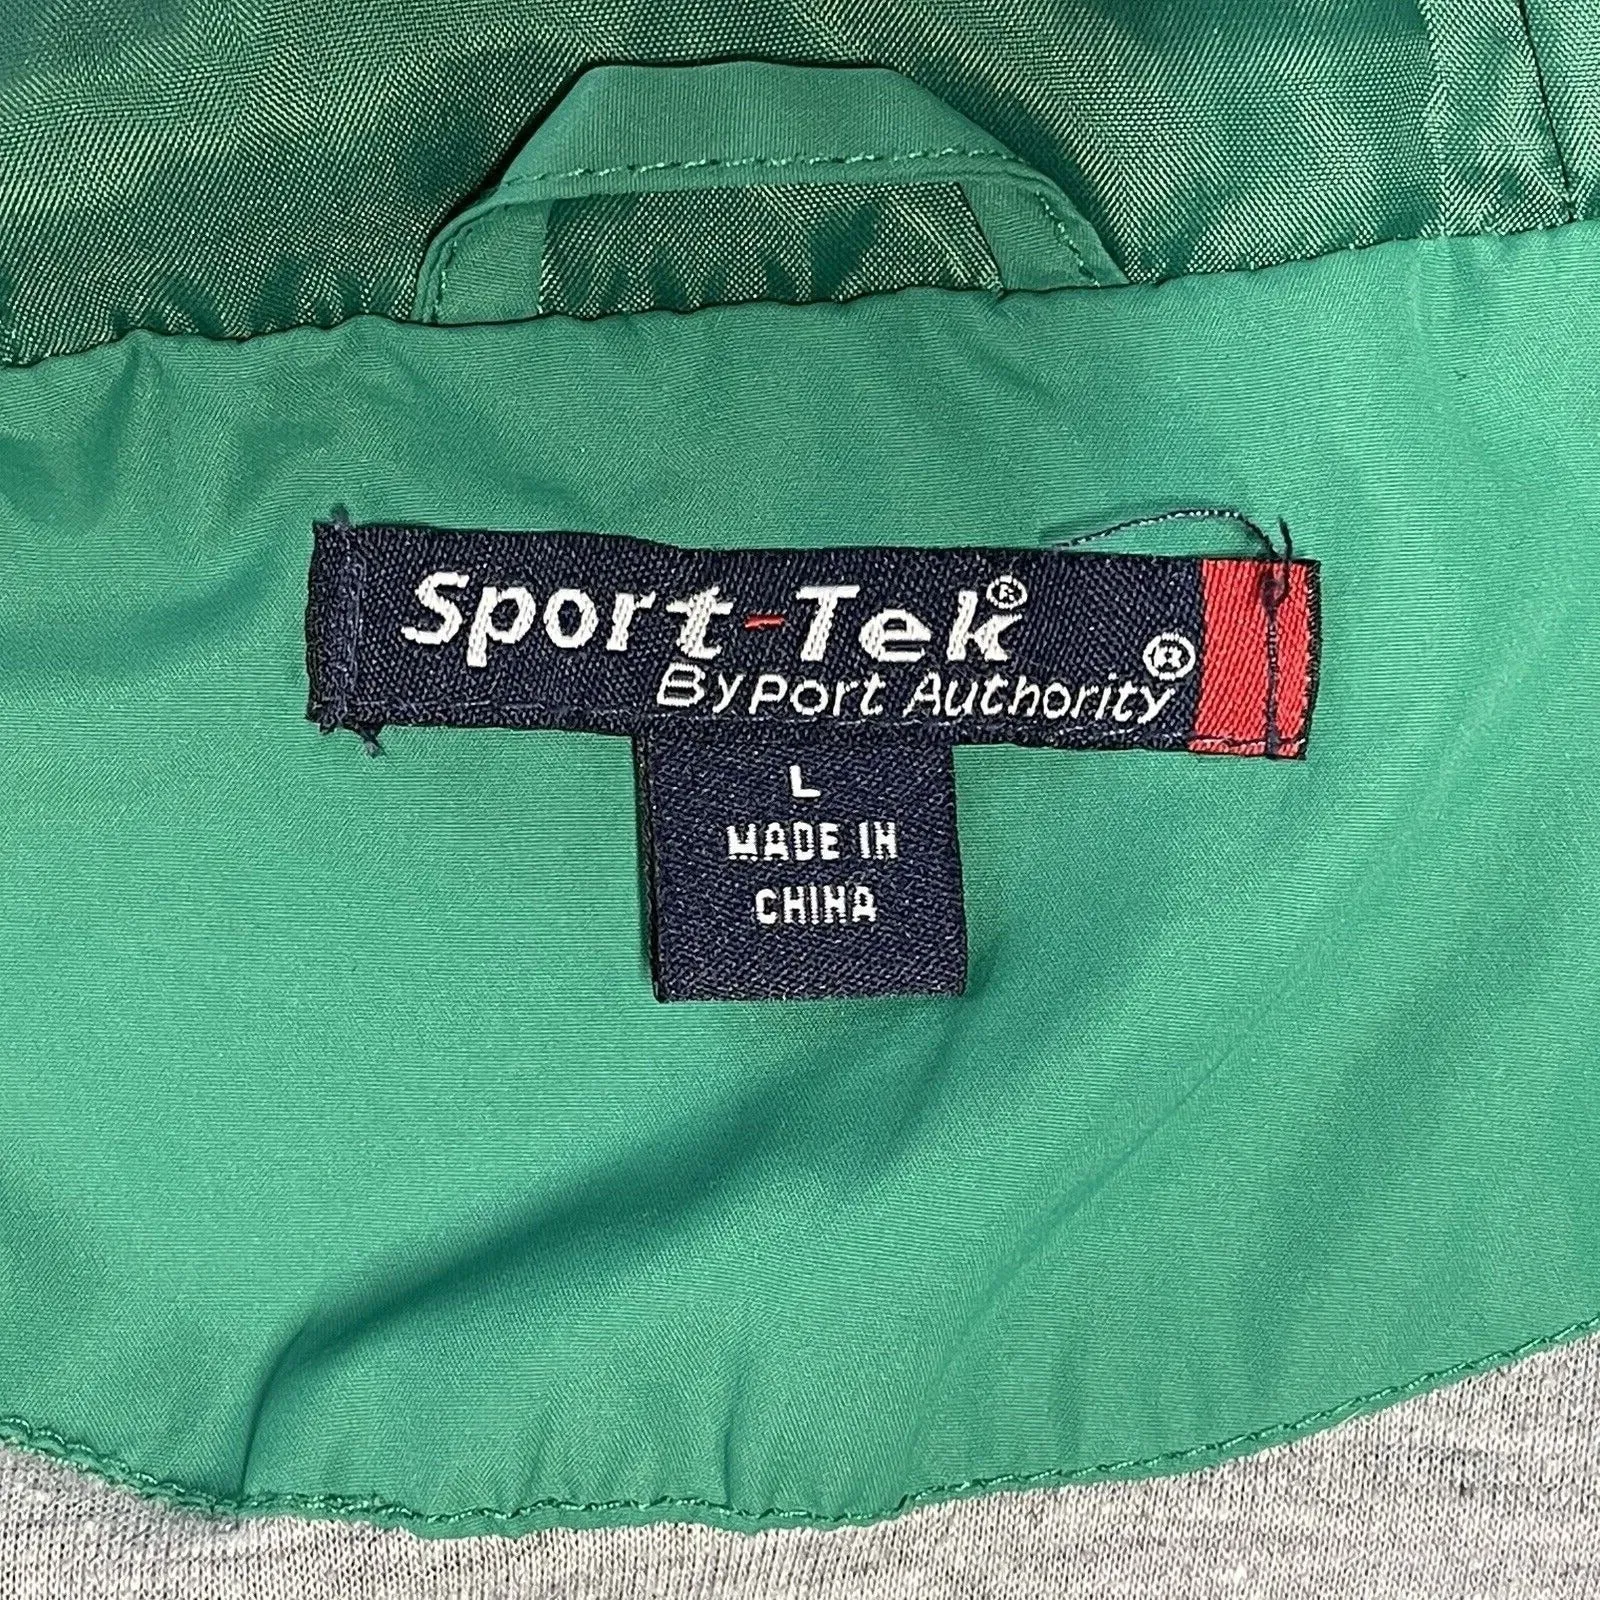 Sport-Tek®
By Port Authority®
L
MADE IN
CHINA